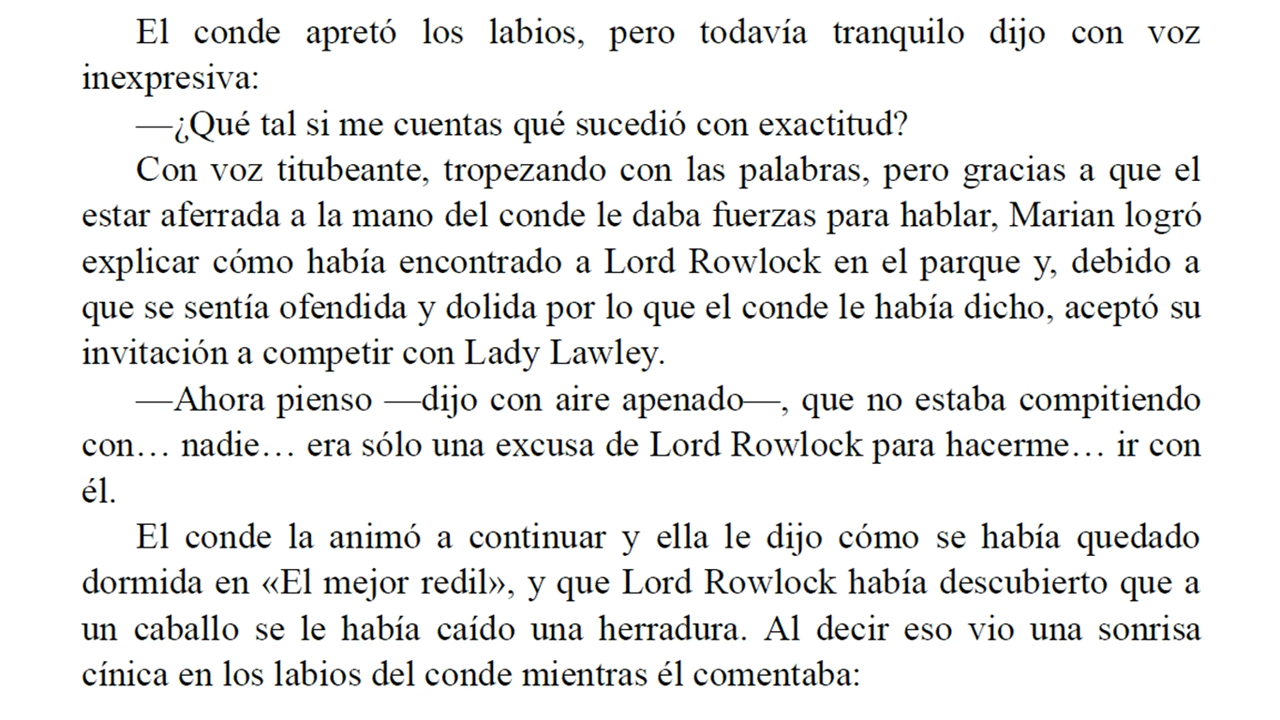 El conde apretó los labios, pero todavía tranquilo dijo con voz
inexpresiva:
—¿Qué tal si me cuentas qué sucedió con exactitud?
Con voz titubeante, tropezando con las palabras, pero gracias a que el
estar aferrada a la mano del conde le daba fuerzas para hablar, Marian logró
explicar cómo había encontrado a Lord Rowlock en el parque y, debido a
que se sentía ofendida y dolida por lo que el conde le había dicho, aceptó su
invitación a competir con Lady Lawley.
—Ahora pienso —dijo con aire apenado—, que no estaba compitiendo
con… nadie… era sólo una excusa de Lord Rowlock para hacerme… ir con
él.
El conde la animó a continuar y ella le dijo cómo se había quedado
dormida en «El mejor redil», y que Lord Rowlock había descubierto que a
un caballo se le había caído una herradura. Al decir eso vio una sonrisa
cínica en los labios del conde mientras él comentaba: